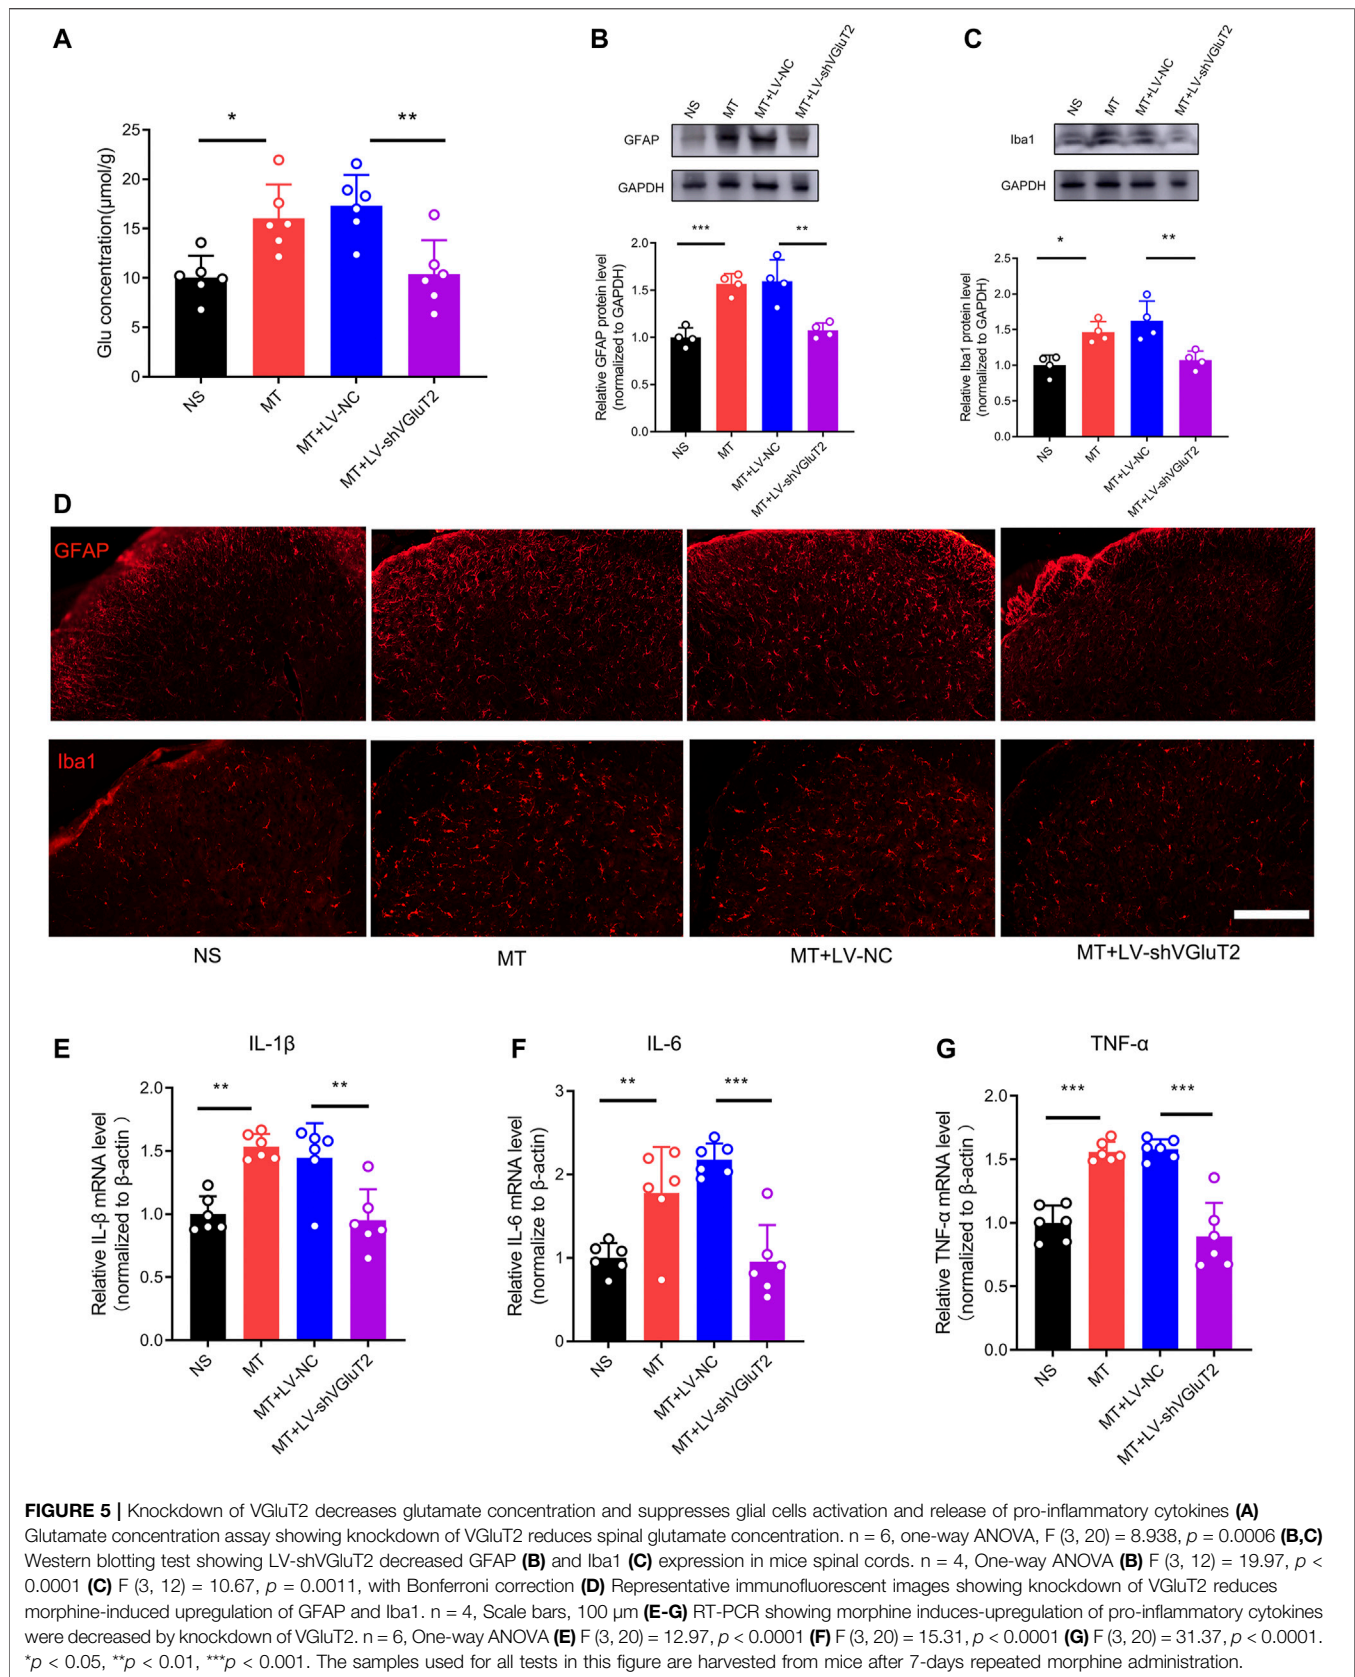 A
Glu concentration(μmol/g)
25
20
15
10
5
0
*
**
NS
MT
MT+LV-NC
MT+LV-shVGluT2
B
NS
MT
MT+LV-NC
MT+LV-shVGluT2
GFAP
GAPDH
Relative GFAP protein level
(normalized to GAPDH)
2.0
1.5
1.0
0.5
0.0
***
**
NS
MT
MT+LV-NC
MT+LV-shVGluT2
C
NS
MT
MT+LV-NC
MT+LV-shVGluT2
Iba1
GAPDH
Relative Iba1 protein level
(normalized to GAPDH)
2.5
2.0
1.5
1.0
0.5
0.0
*
**
NS
MT
MT+LV-NC
MT+LV-shVGluT2
D
GFAP
Iba1
NS
MT
MT+LV-NC
MT+LV-shVGluT2
E
IL-1β
Relative IL-β mRNA level
(normalized to β-actin )
2.0
1.5
1.0
0.5
0.0
**
**
NS
MT
MT+LV-NC
MT+LV-shVGluT2
F
IL-6
Relative IL-6 mRNA level
(normalize to β-actin)
3
2
1
0
**
***
NS
MT
MT+LV-NC
MT+LV-shVGluT2
G
TNF-α
Relative TNF-α mRNA level
(normalized to β-actin)
2.0
1.5
1.0
0.5
0.0
***
***
NS
MT
MT+LV-NC
MT+LV-shVGluT2
FIGURE 5 | Knockdown of VGluT2 decreases glutamate concentration and suppresses glial cells activation and release of pro-inflammatory cytokines (A)
Glutamate concentration assay showing knockdown of VGluT2 reduces spinal glutamate concentration. n = 6, one-way ANOVA, F (3, 20) = 8.938, p = 0.0006 (B,C)
Western blotting test showing LV-shVGluT2 decreased GFAP (B) and Iba1 (C) expression in mice spinal cords. n = 4, One-way ANOVA (B) F (3, 12) = 19.97, p <
0.0001 (C) F (3, 12) = 10.67, p = 0.0011, with Bonferroni correction (D) Representative immunofluorescent images showing knockdown of VGluT2 reduces
morphine-induced upregulation of GFAP and Iba1. n = 4, Scale bars, 100 μm (E-G) RT-PCR showing morphine induces-upregulation of pro-inflammatory cytokines
were decreased by knockdown of VGluT2. n = 6, One-way ANOVA (E) F (3, 20) = 12.97, p < 0.0001 (F) F (3, 20) = 15.31, p < 0.0001 (G) F (3, 20) = 31.37, p < 0.0001.
*p < 0.05, **p < 0.01, ***p < 0.001. The samples used for all tests in this figure are harvested from mice after 7-days repeated morphine administration.